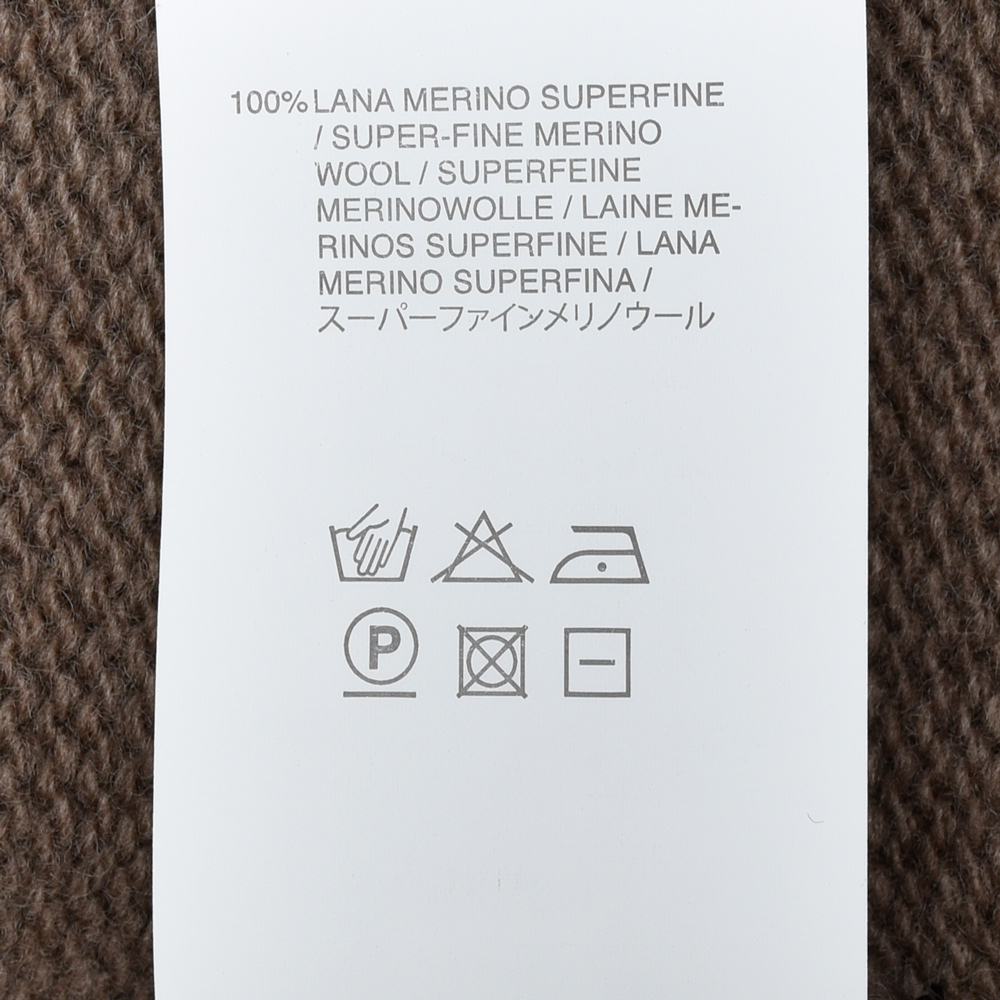 100% LANA MERINO SUPERFINE
/ SUPER-FINE MERINO
WOOL / SUPERFEINE
MERINOWOLLE / LAINE ME-
RINOS SUPERFINE / LANA
MERINO SUPERFINA /
スーパーファインメリノウール
P